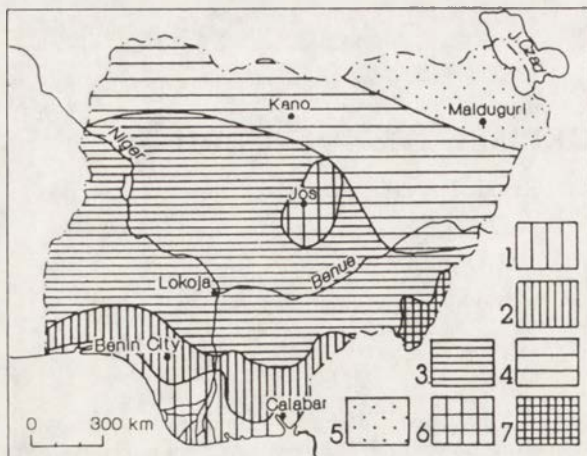 J. Czad
Kano
Maiduguri
Niger
Jos
1
Benue
Lokoja
2
Benin City
3
4
Calabar
0 300 km
5
6
7